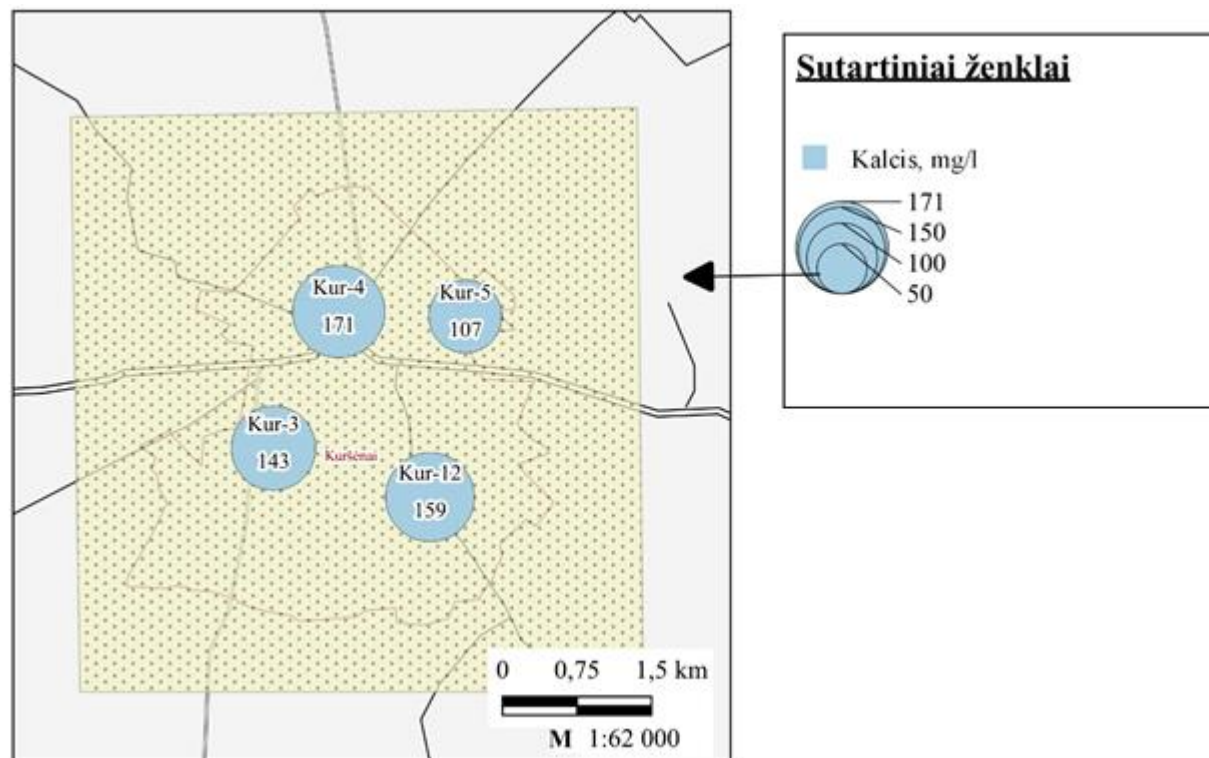 Kur-4
171
Kur-5
107
Kur-3
143
Kuršėnai
Kur-12
159
0 0,75 1,5 km
M 1:62 000
Sutartiniai ženklai
Kalcis, mg/l
171
150
100
50